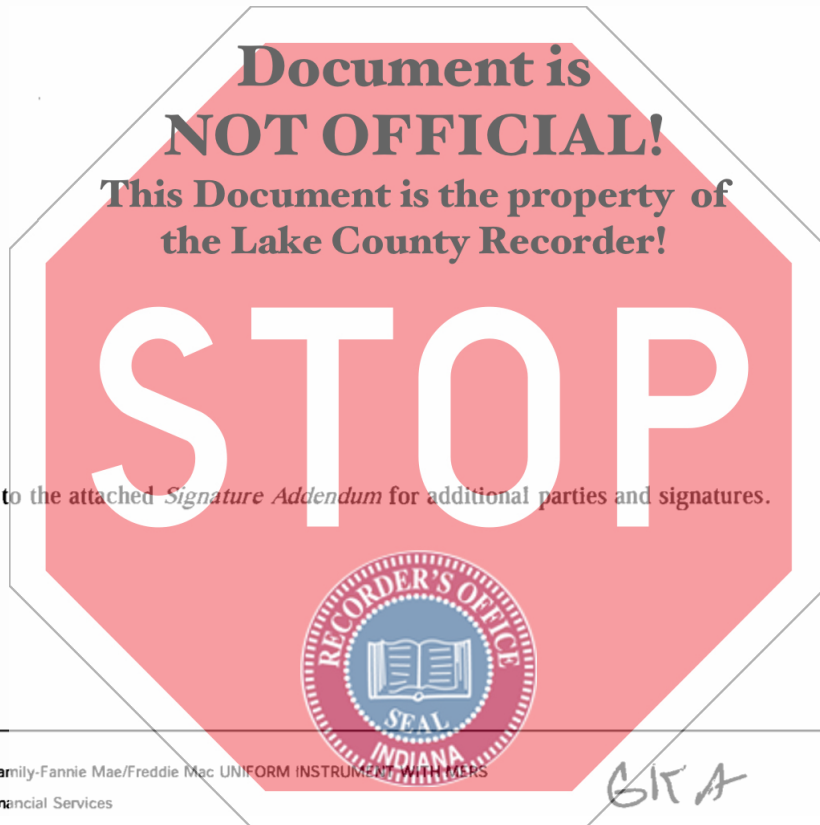 Document is
NOT OFFICIAL!
This Document is the property of
the Lake County Recorder!
STOP
to the attached Signature Addendum for additional parties and signatures.
RECORDER'S OFFICE
SEAL
INDIANA
amily-Fannie Mae/Freddie Mac UNIFORM INSTRUMENT WITH MERS
nancial Services